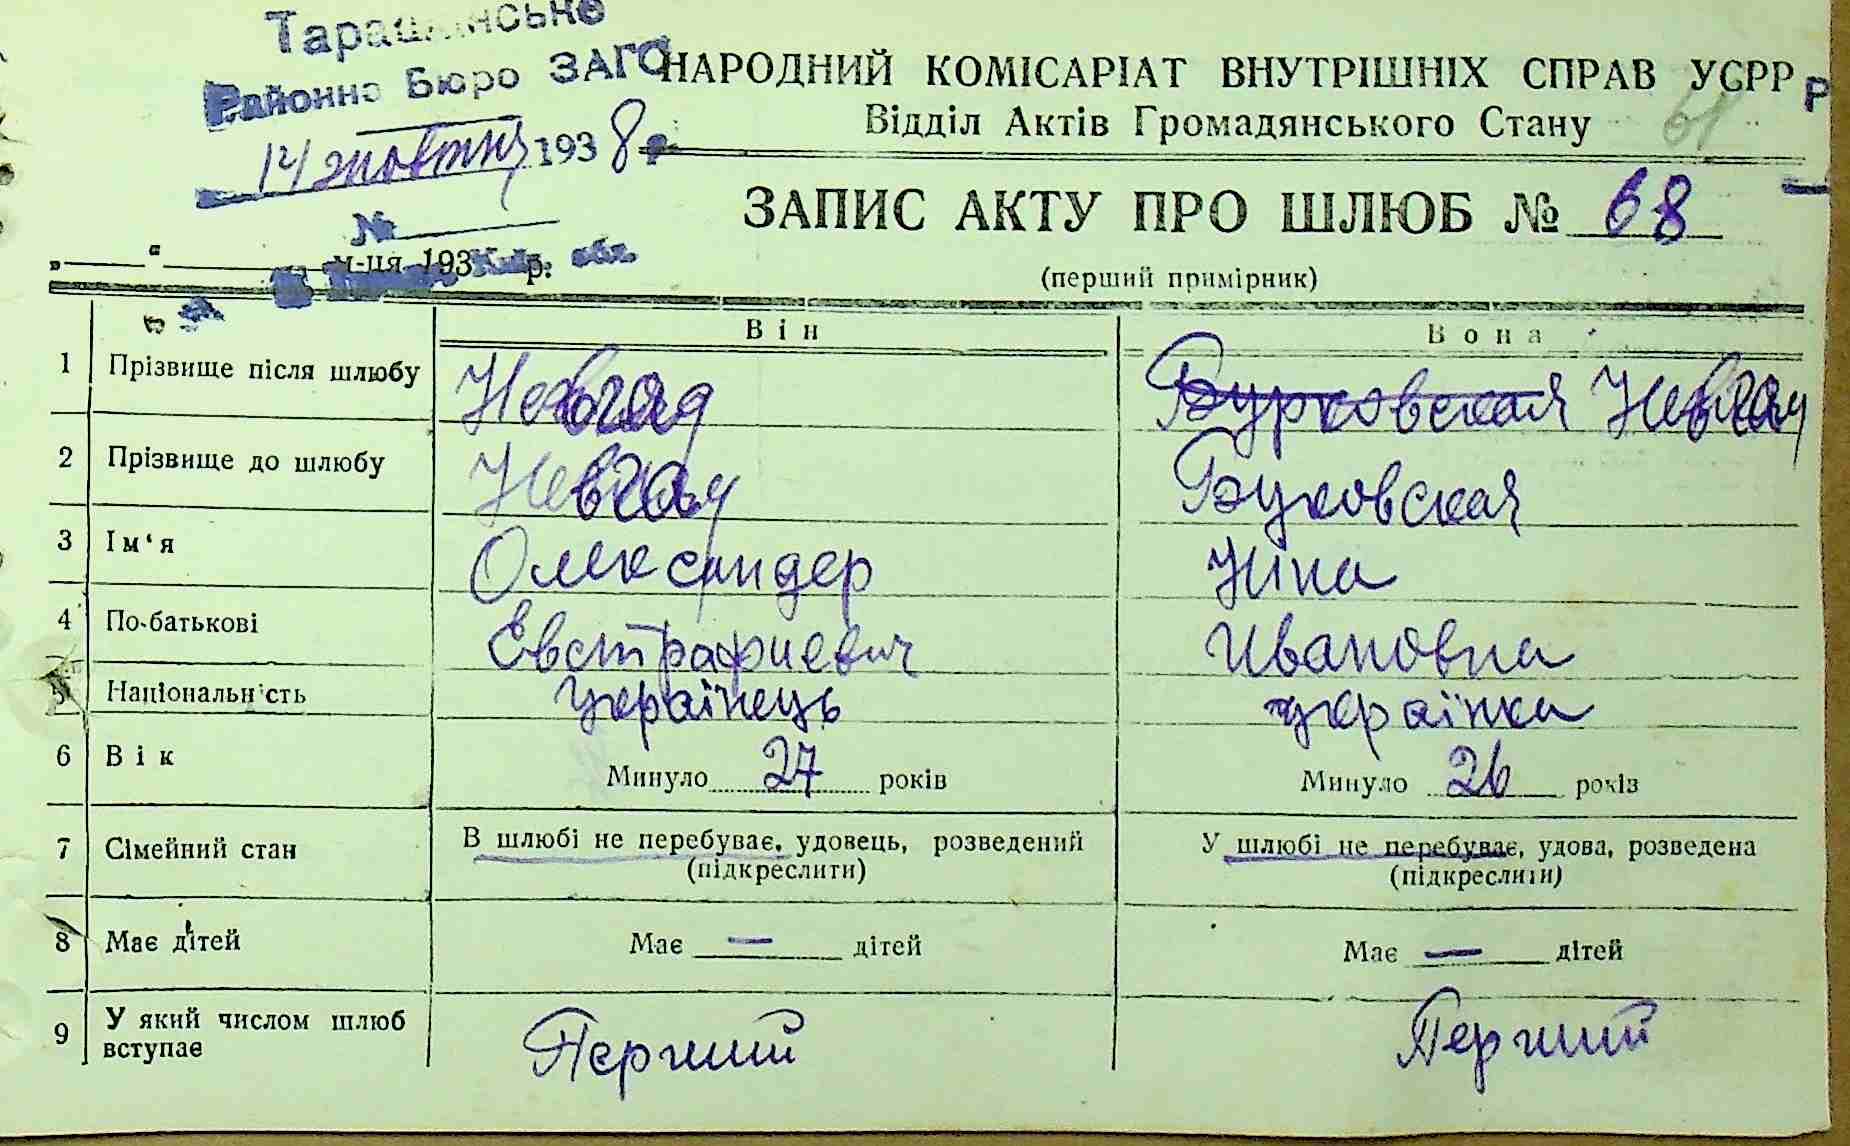 Таращанське
Районне Бюро ЗАГС
14 жовтня 1938 р.
№
НАРОДНИЙ КОМІСАРІАТ ВНУТРІШНІХ СПРАВ УСРР
Відділ Актів Громадянського Стану 61
ЗАПИС АКТУ ПРО ШЛЮБ № 68
(перший примірник)
„ “ м-ця 193 р. обл.
Він Вона
1 Прізвище після шлюбу Невгад Бурковская Невгад
2 Прізвище до шлюбу Невгад Буковская
3 Ім‘я Олександер Ніна
4 По-батькові Евстрафиевич Ивановна
5 Національність українець українка
6 Вік Минуло 27 років Минуло 26 років
7 Сімейний стан В шлюбі не перебуває, удовець, розведений (підкреслити) У шлюбі не перебуває, удова, розведена (підкреслити)
8 Має дітей Має — дітей Має — дітей
9 У який числом шлюб вступає Перший Перший